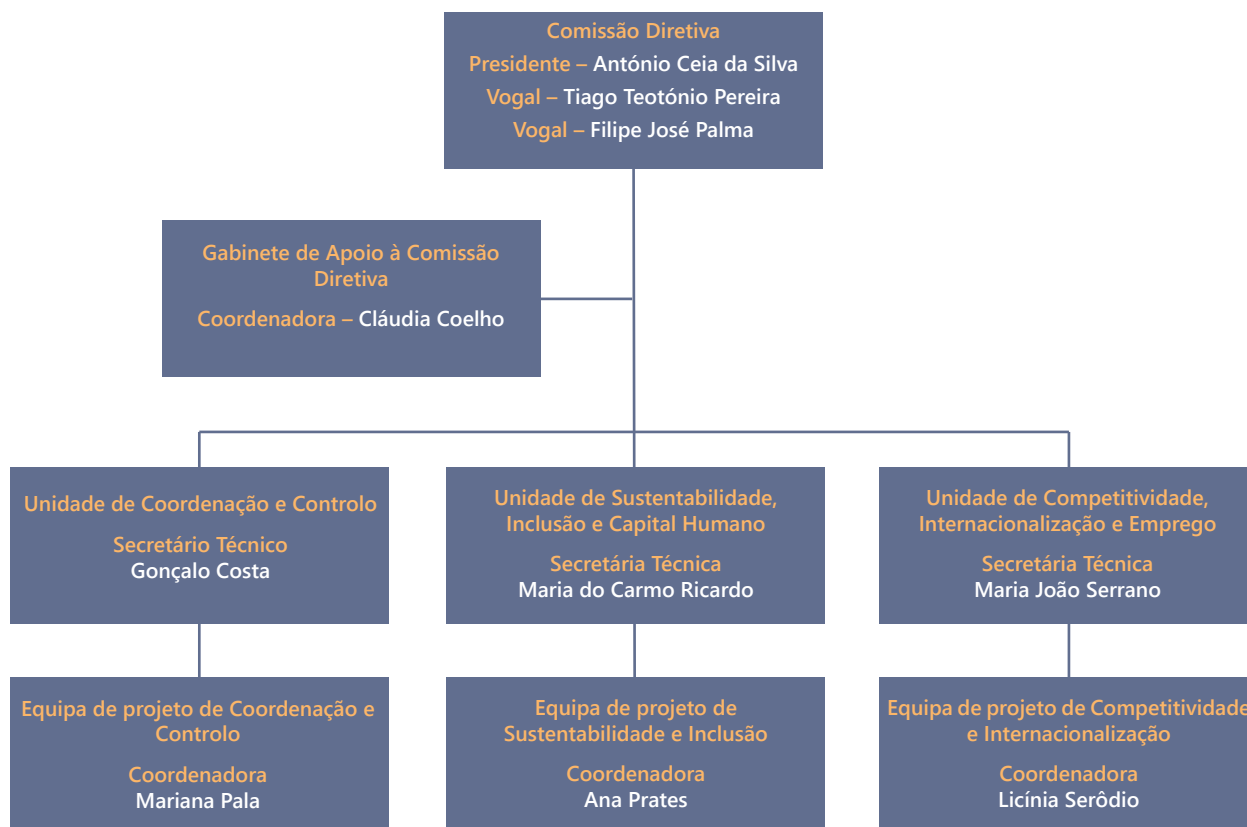 Comissão Diretiva
Presidente – António Ceia da Silva
Vogal – Tiago Teotónio Pereira
Vogal – Filipe José Palma
Gabinete de Apoio à Comissão
Diretiva
Coordenadora – Cláudia Coelho
Unidade de Coordenação e Controlo
Secretário Técnico
Gonçalo Costa
Unidade de Sustentabilidade,
Inclusão e Capital Humano
Secretária Técnica
Maria do Carmo Ricardo
Unidade de Competitividade,
Internacionalização e Emprego
Secretária Técnica
Maria João Serrano
Equipa de projeto de Coordenação e
Controlo
Coordenadora
Mariana Pala
Equipa de projeto de
Sustentabilidade e Inclusão
Coordenadora
Ana Prates
Equipa de projeto de Competitividade
e Internacionalização
Coordenadora
Licínia Serôdio